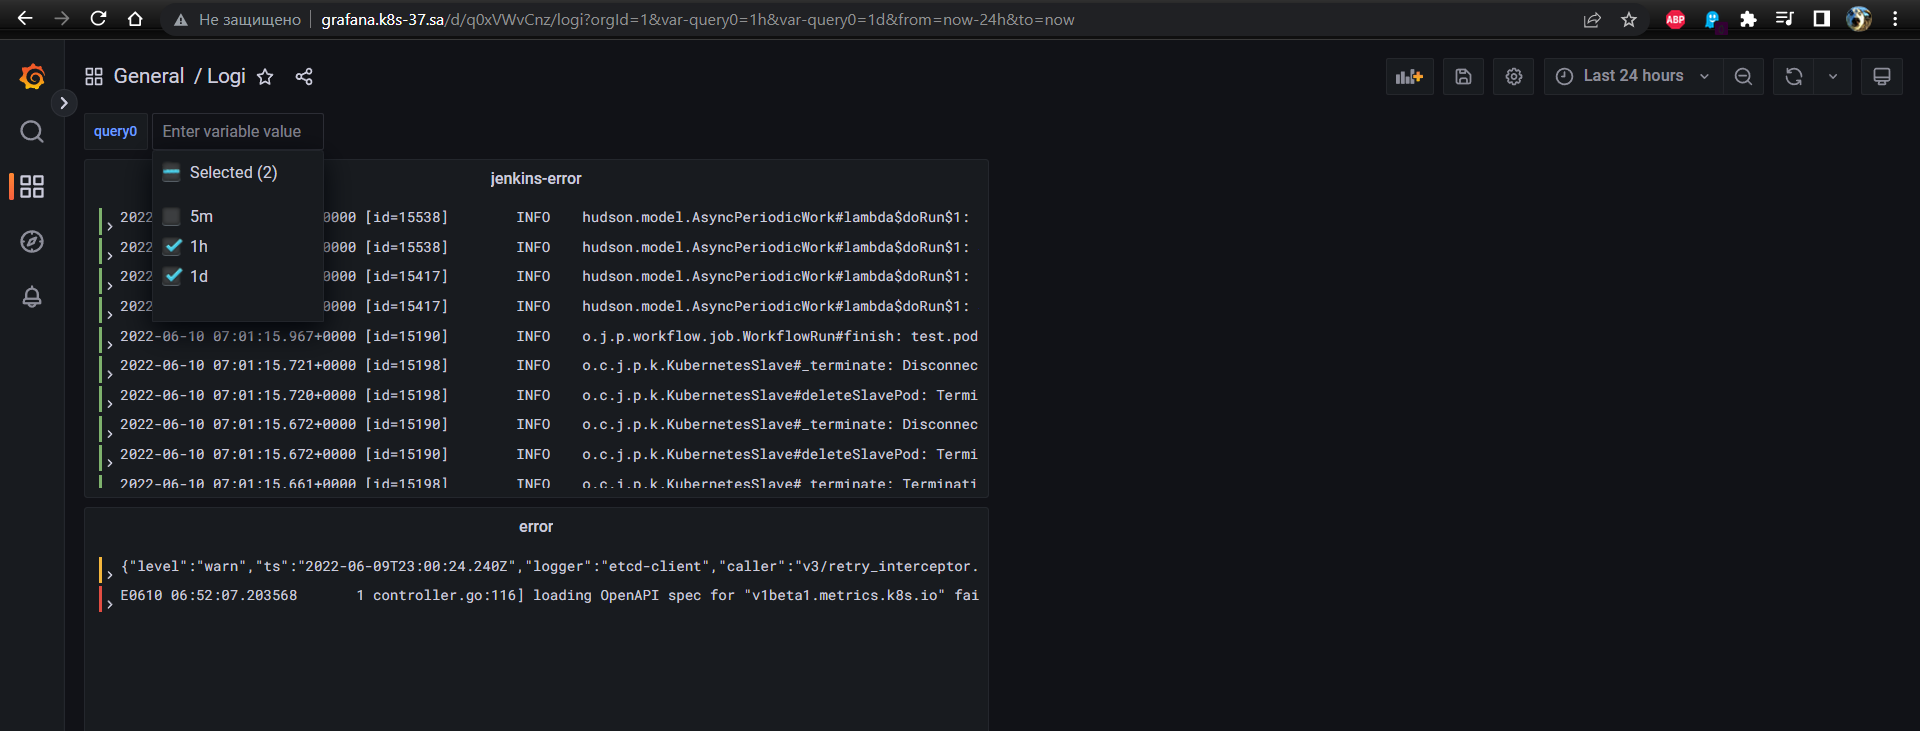 Не защищено | grafana.k8s-37.sa/d/q0xVWvCnz/logi?orgId=1&var-query0=1h&var-query0=1d&from=now-24h&to=now
ABP
General / Logi
Last 24 hours
query0
Enter variable value
Selected (2)
5m
1h
1d
jenkins-error
2022 0000 [id=15538] INFO hudson.model.AsyncPeriodicWork#lambda$doRun$1:
2022 0000 [id=15538] INFO hudson.model.AsyncPeriodicWork#lambda$doRun$1:
2022 0000 [id=15417] INFO hudson.model.AsyncPeriodicWork#lambda$doRun$1:
2022 0000 [id=15417] INFO hudson.model.AsyncPeriodicWork#lambda$doRun$1:
2022-06-10 07:01:15.967+0000 [id=15190] INFO o.j.p.workflow.job.WorkflowRun#finish: test.pod
2022-06-10 07:01:15.721+0000 [id=15198] INFO o.c.j.p.k.KubernetesSlave#_terminate: Disconnec
2022-06-10 07:01:15.720+0000 [id=15198] INFO o.c.j.p.k.KubernetesSlave#deleteSlavePod: Termi
2022-06-10 07:01:15.672+0000 [id=15190] INFO o.c.j.p.k.KubernetesSlave#_terminate: Disconnec
2022-06-10 07:01:15.672+0000 [id=15190] INFO o.c.j.p.k.KubernetesSlave#deleteSlavePod: Termi
2022-06-10 07:01:15.661+0000 [id=15198] INFO o.c.j.p.k.KubernetesSlave#_terminate: Terminati
error
{"level":"warn","ts":"2022-06-09T23:00:24.240Z","logger":"etcd-client","caller":"v3/retry_interceptor.
E0610 06:52:07.203568 1 controller.go:116] loading OpenAPI spec for "v1beta1.metrics.k8s.io" fai